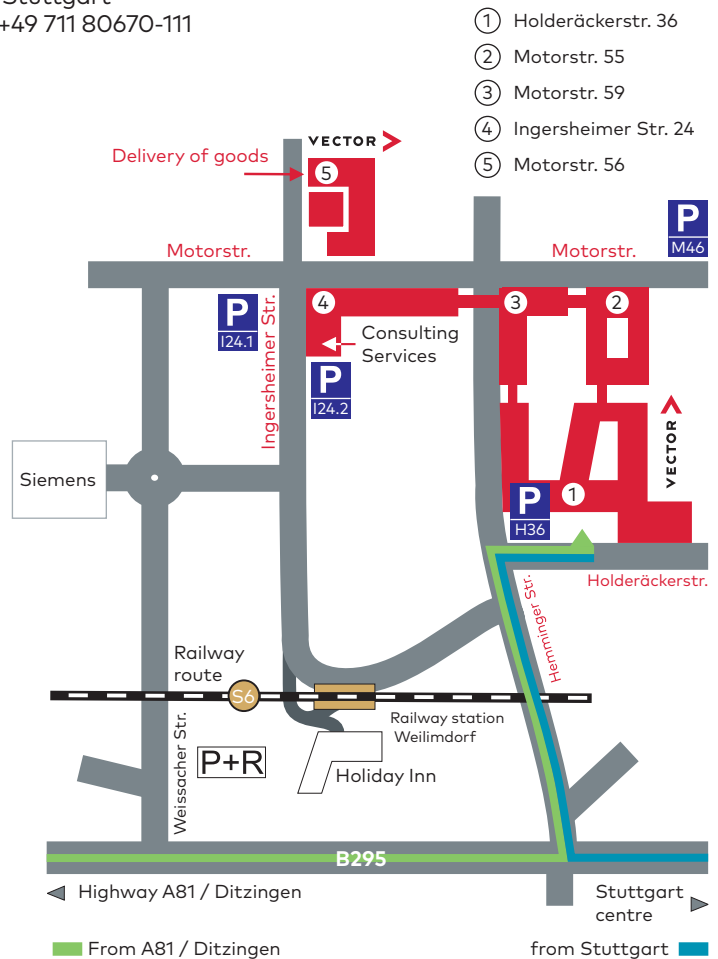 Stuttgart
+49 711 80670-111
1 Holderäckerstr. 36
2 Motorstr. 55
3 Motorstr. 59
4 Ingersheimer Str. 24
5 Motorstr. 56
VECTOR
Delivery of goods
5
P
M46
Motorstr.
Motorstr.
4
3
2
P
I24.1
Ingersheimer Str.
Consulting
Services
P
I24.2
VECTOR
Siemens
P
H36
1
Holderäckerstr.
Hemminger Str.
Railway
route
S6
Railway station
Weilimdorf
Weissacher Str.
P+R
Holiday Inn
B295
Highway A81 / Ditzingen
Stuttgart
centre
From A81 / Ditzingen
from Stuttgart